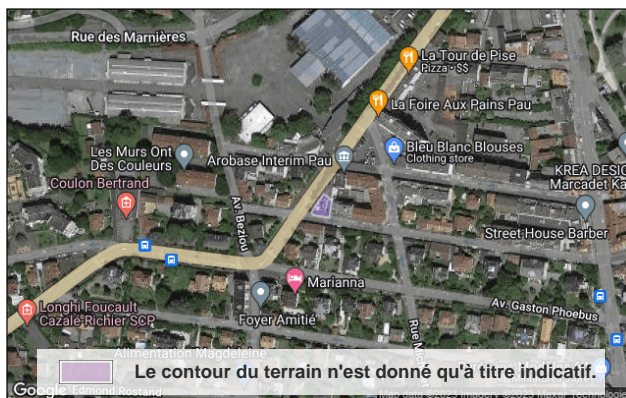 Rue des Marnières
La Tour de Pise
Pizza • $$
La Foire Aux Pains Pau
Les Murs Ont
Des Couleurs
Arobase Interim Pau
Bleu Blanc Blouses
Clothing store
KREA DESIG
Marcadet Ka
Coulon Bertrand
Av. Beziou
Street House Barber
Marianna
Longhi Foucault
Cazalé-Richier SCP
Foyer Amitié
Av. Gaston Phoebus
Alimentation Magdeleine
Le contour du terrain n'est donné qu'à titre indicatif.
Google
Edmond Rostand